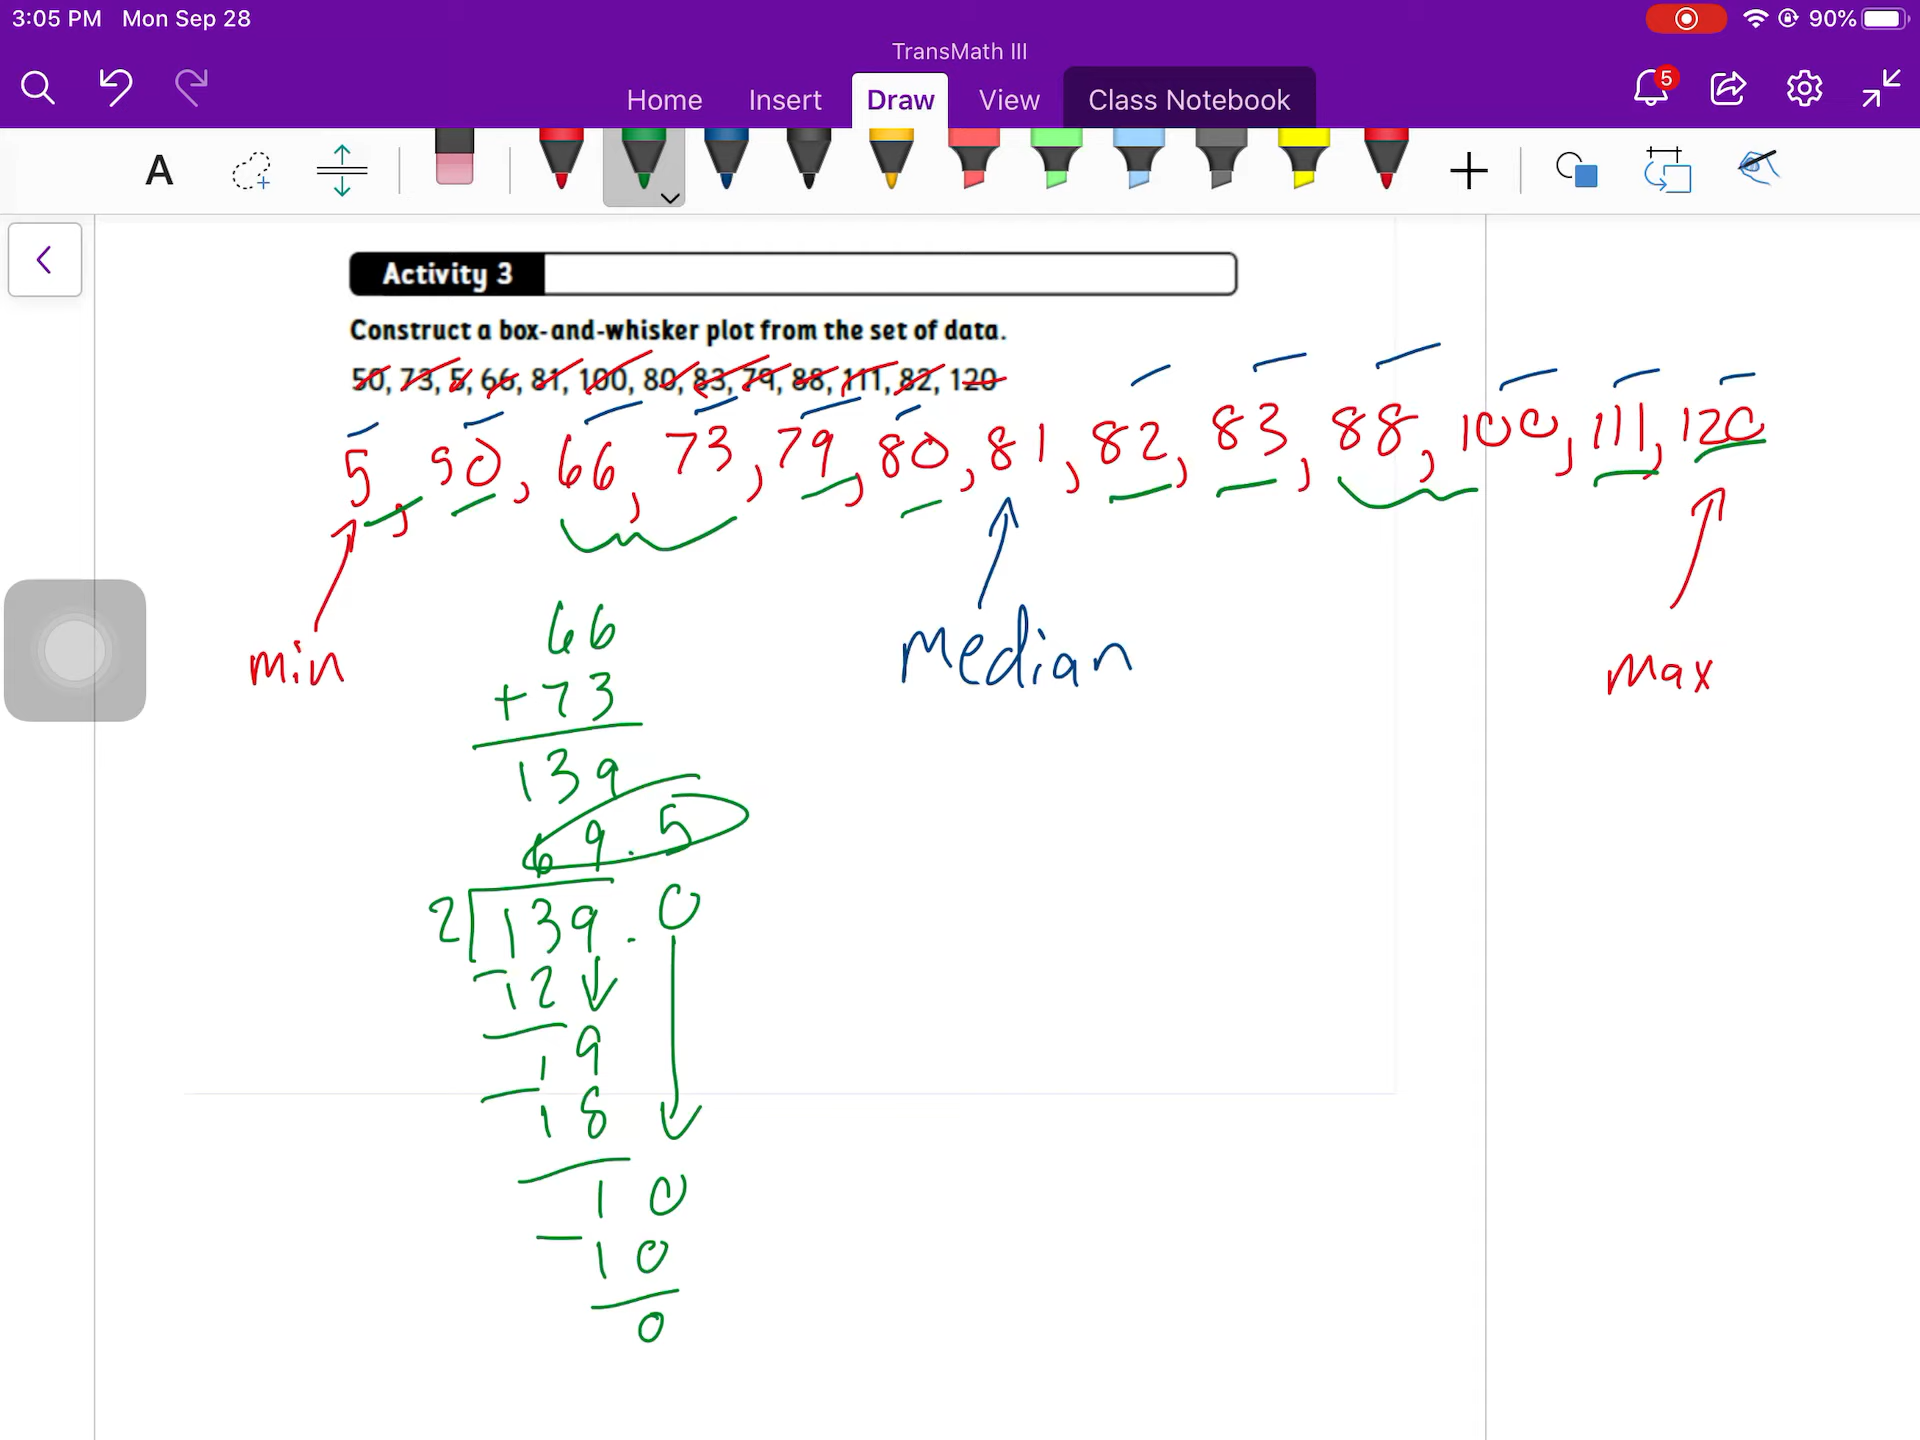 3:05 PM Mon Sep 28
90%
TransMath III
Home Insert Draw View Class Notebook
5
A
Activity 3
Construct a box-and-whisker plot from the set of data.
50, 73, 5, 66, 81, 100, 80, 83, 79, 88, 111, 82, 120
5, 50, 66, 73, 79, 80, 81, 82, 83, 88, 100, 111, 120
min
Median
Max
66
+ 73
139
69.5
2 139.0
- 12
19
- 18
10
- 10
0